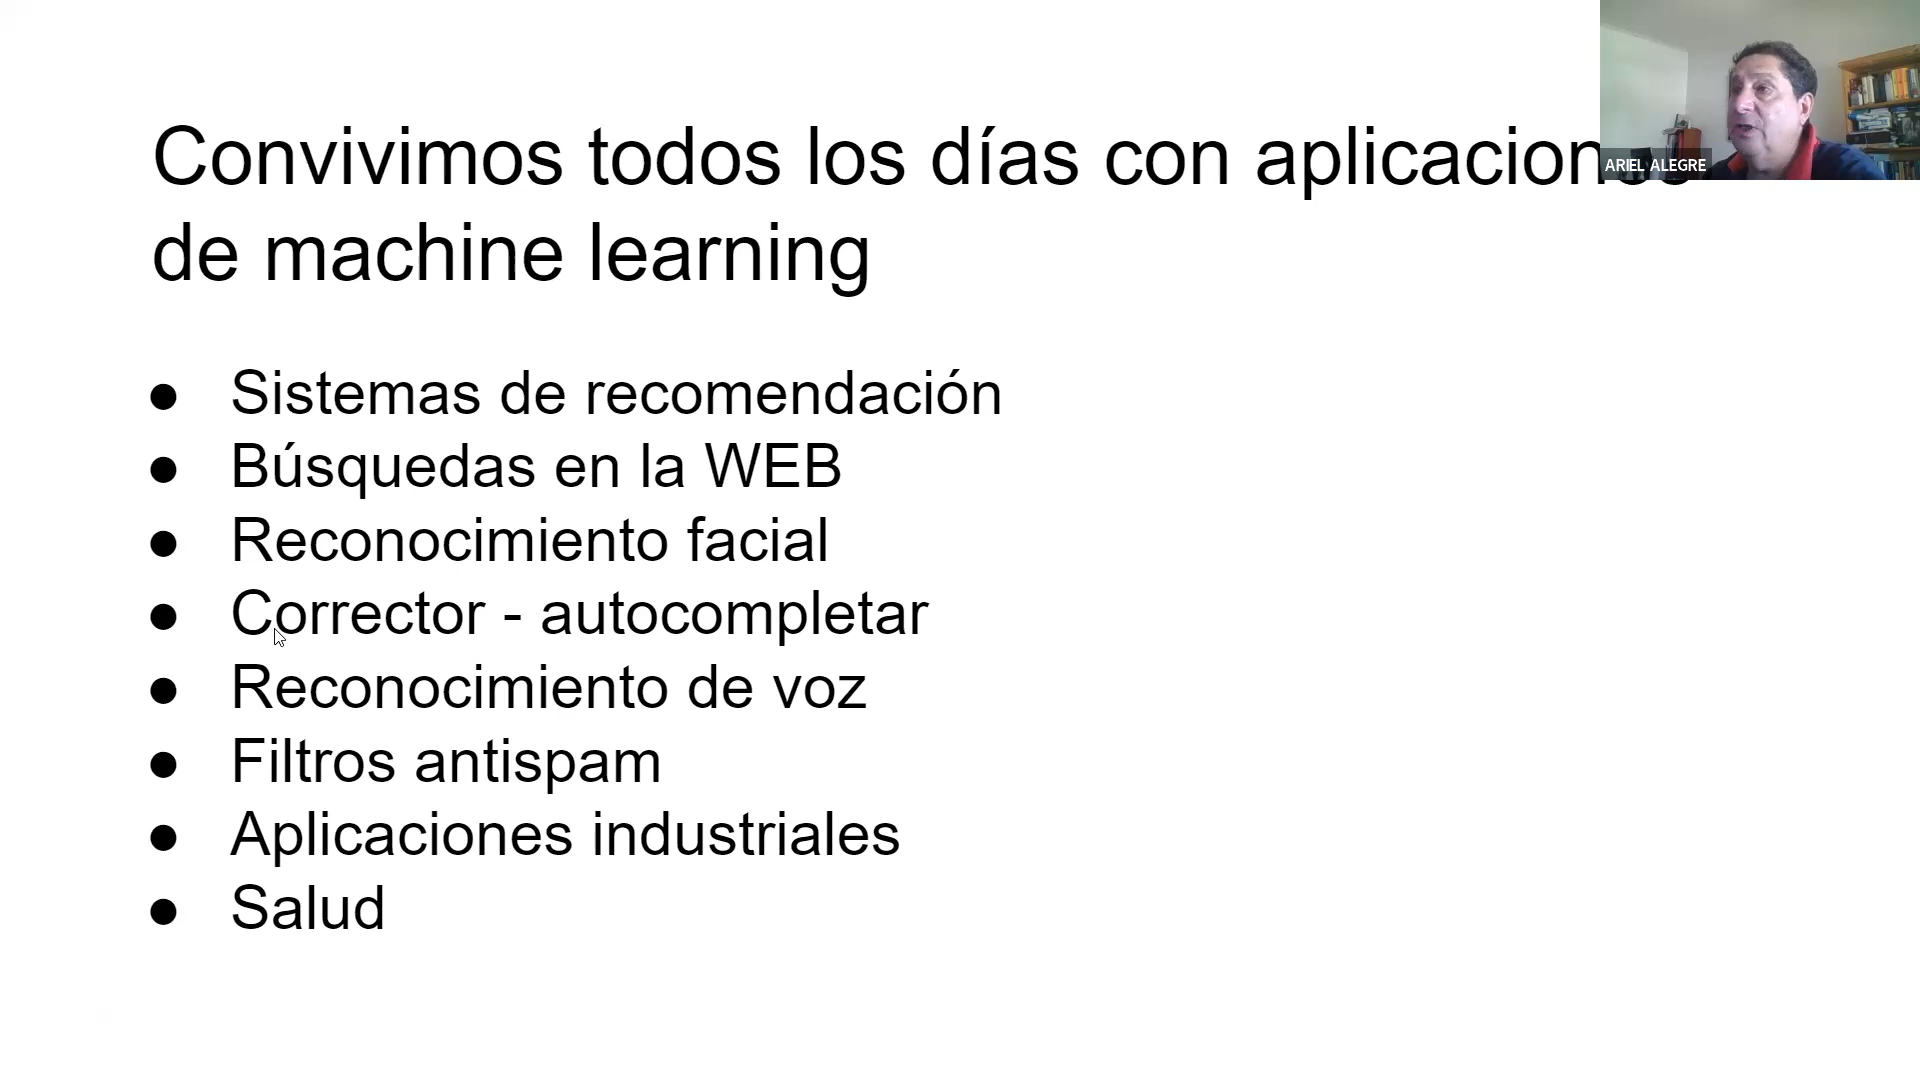 Convivimos todos los días con
de machine learning
● Sistemas de recomendación
● Búsquedas en la WEB
● Reconocimiento facial
● Corrector - autocompletar
● Reconocimiento de voz
● Filtros antispam
● Aplicaciones industriales
● Salud
ARIEL ALEGRE